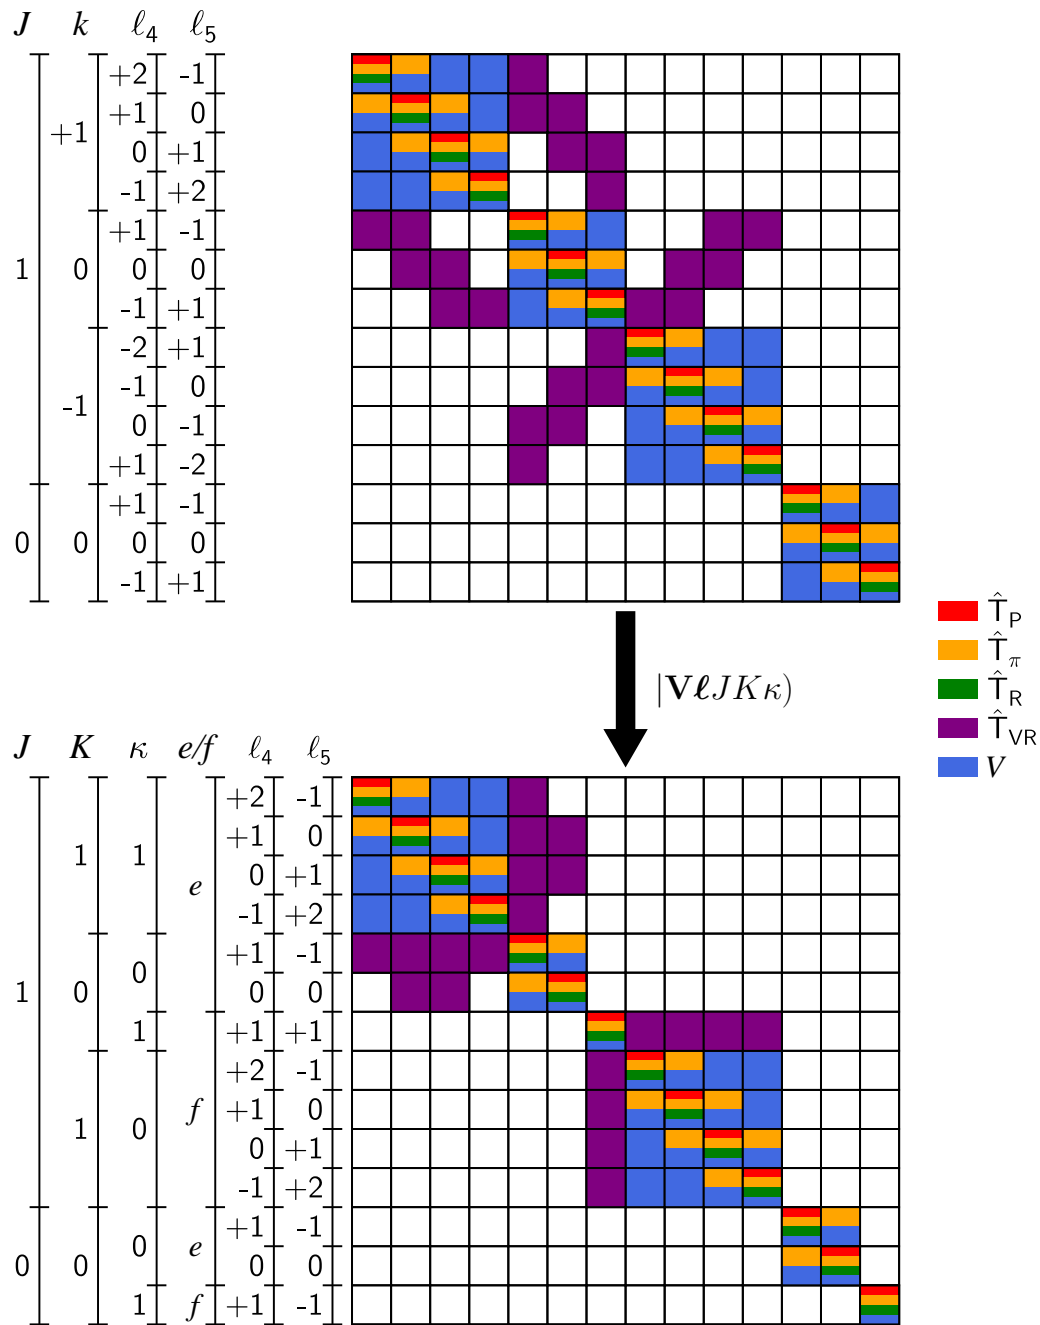 J k ℓ₄ ℓ₅
+2 -1
+1 0
+1
0 +1
-1 +2
+1 -1
1 0 0 0
-1 +1
-2 +1
-1 0
-1
0 -1
+1 -2
+1 -1
0 0 0 0
-1 +1
T̂_P
T̂_π
T̂_R
T̂_VR
V
|VℓJKκ)
J K κ e/f ℓ₄ ℓ₅
+2 -1
+1 0
1 1
0 +1
e
-1 +2
+1 -1
0
1 0 0 0
1 +1 +1
+2 -1
f +1 0
1 0
0 +1
-1 +2
+1 -1
0 e
0 0 0 0
1 f +1 -1